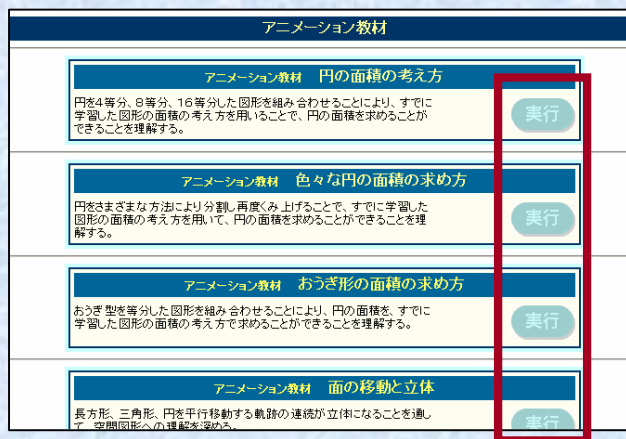 アニメーション教材
アニメーション教材 円の面積の考え方
円を4等分、8等分、16等分した図形を組み合わせることにより、すでに
学習した図形の面積の考え方を用いることで、円の面積を求めることが
できることを理解する。
実行
アニメーション教材 色々な円の面積の求め方
円をさまざまな方法により分割し再度くみ上げることで、すでに学習した
図形の面積の考え方を用いて、円の面積を求めることができることを理
解する。
実行
アニメーション教材 おうぎ形の面積の求め方
おうぎ型を等分した図形を組み合わせることにより、円の面積を、すでに
学習した図形の面積の考え方で求めることができることを理解する。
実行
アニメーション教材 面の移動と立体
長方形、三角形、円を平行移動する軌跡の連続が立体になることを通し
て、空間図形への理解を深める。
実行